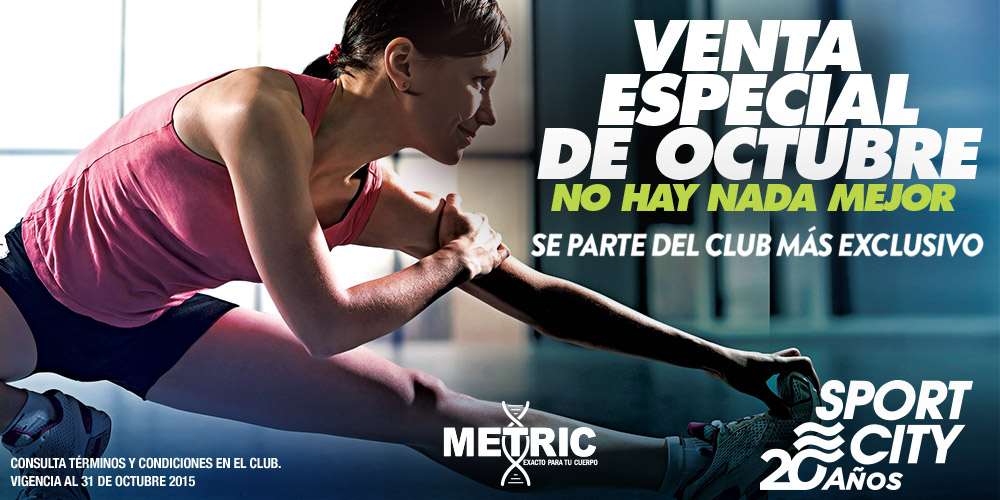 VENTA
ESPECIAL
DE OCTUBRE
NO HAY NADA MEJOR
SE PARTE DEL CLUB MÁS EXCLUSIVO
METRIC
EXACTO PARA TU CUERPO
SPORT
CITY
20 AÑOS
CONSULTA TÉRMINOS Y CONDICIONES EN EL CLUB.
VIGENCIA AL 31 DE OCTUBRE 2015